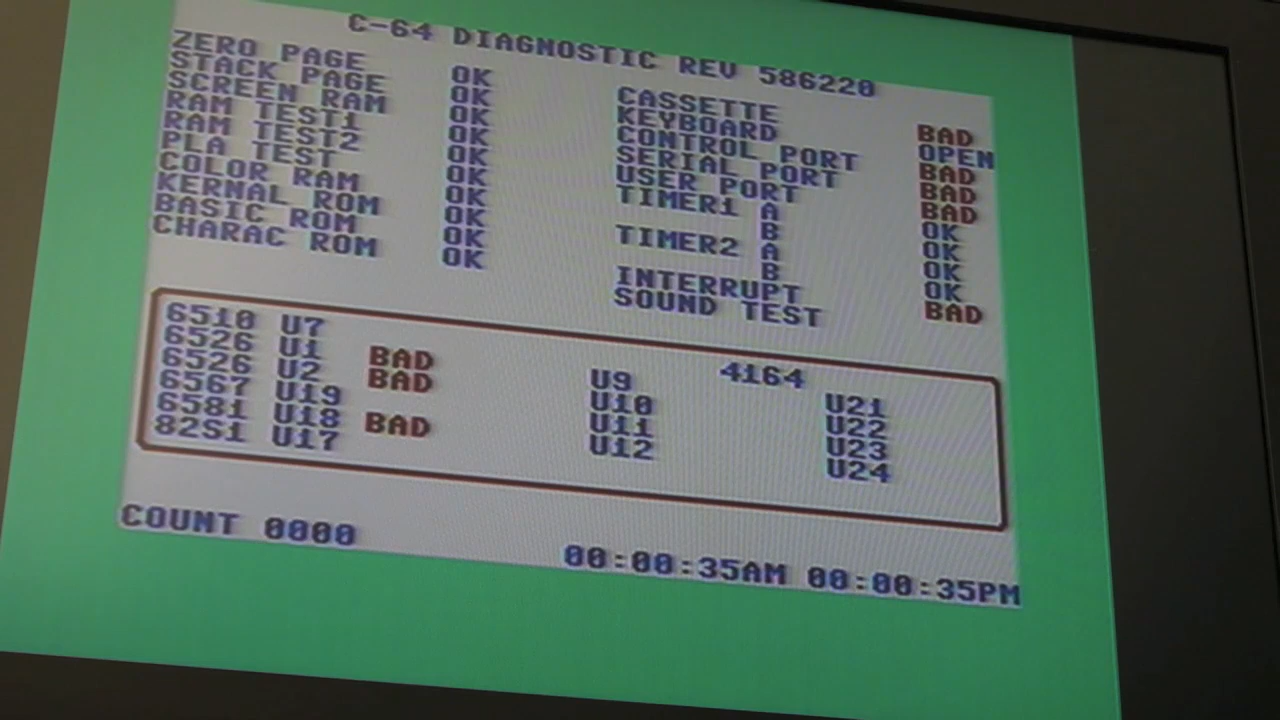 C-64 DIAGNOSTIC REV 586220
ZERO PAGE OK
STACK PAGE OK
SCREEN RAM OK
RAM TEST1 OK
RAM TEST2 OK
PLA TEST OK
COLOR RAM OK
KERNAL ROM OK
BASIC ROM OK
CHARAC ROM OK
CASSETTE BAD
KEYBOARD OPEN
CONTROL PORT BAD
SERIAL PORT BAD
USER PORT BAD
TIMER1 A OK
B OK
TIMER2 A OK
B OK
INTERRUPT
SOUND TEST BAD
6510 U7
6526 U1 BAD
6526 U2 BAD
6567 U19
6581 U18 BAD
82S1 U17
4164
U9 U21
U10 U22
U11 U23
U12 U24
COUNT 0000
00:00:35AM 00:00:35PM